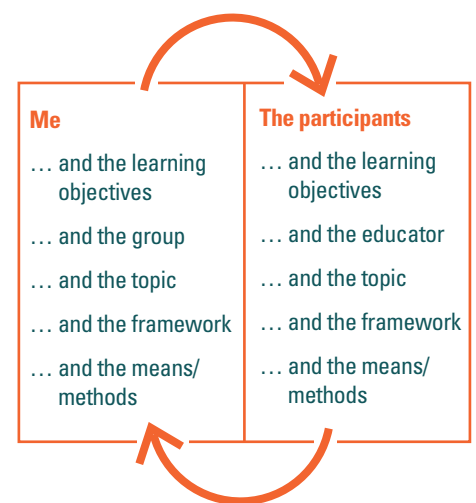 Me
… and the learning
objectives
… and the group
… and the topic
… and the framework
… and the means/
methods
The participants
… and the learning
objectives
… and the educator
… and the topic
… and the framework
… and the means/
methods